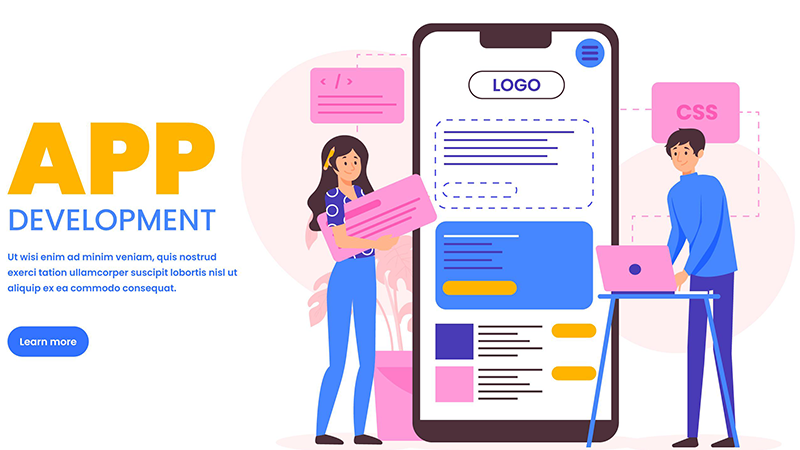 APP
DEVELOPMENT
Ut wisi enim ad minim veniam, quis nostrud
exerci tation ullamcorper suscipit lobortis nisl ut
aliquip ex ea commodo consequat.
Learn more
</>
LOGO
CSS